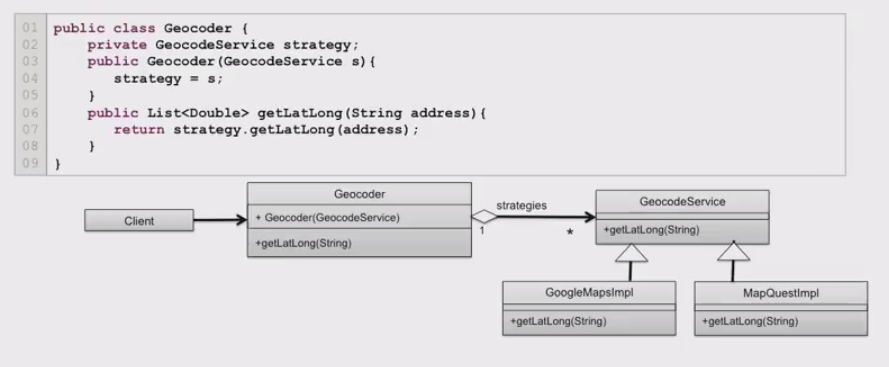 01 public class Geocoder {
02 private GeocodeService strategy;
03 public Geocoder(GeocodeService s){
04 strategy = s;
05 }
06 public List<Double> getLatLong(String address){
07 return strategy.getLatLong(address);
08 }
09 }
Client
Geocoder
+ Geocoder(GeocodeService)
+getLatLong(String)
strategies
1
*
GeocodeService
+getLatLong(String)
GoogleMapsImpl
+getLatLong(String)
MapQuestImpl
+getLatLong(String)